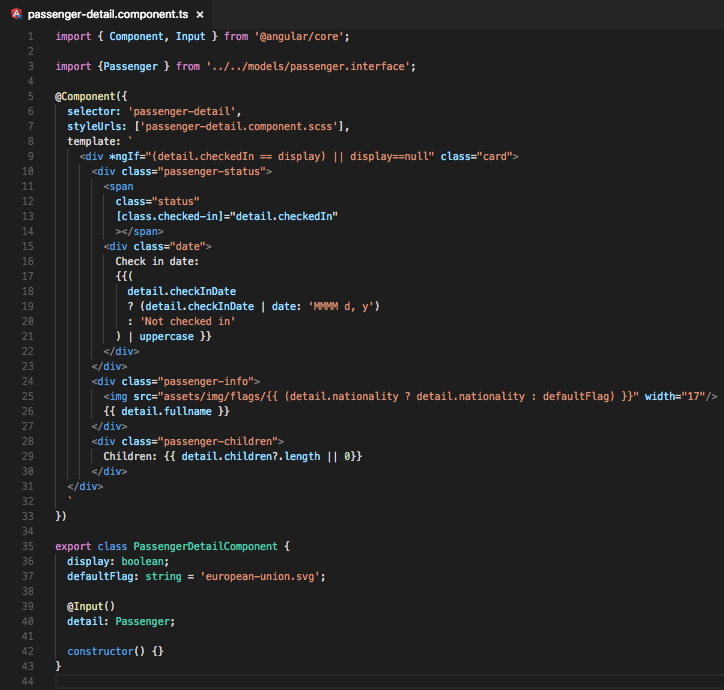 passenger-detail.component.ts ×
1 import { Component, Input } from '@angular/core';
2
3 import {Passenger } from '../../models/passenger.interface';
4
5 @Component({
6   selector: 'passenger-detail',
7   styleUrls: ['passenger-detail.component.scss'],
8   template: `
9     <div *ngIf="(detail.checkedIn == display) || display==null" class="card">
10       <div class="passenger-status">
11         <span
12           class="status"
13           [class.checked-in]="detail.checkedIn"
14           ></span>
15         <div class="date">
16           Check in date:
17           {{(
18             detail.checkInDate
19             ? (detail.checkInDate | date: 'MMMM d, y')
20             : 'Not checked in'
21           ) | uppercase }}
22         </div>
23       </div>
24       <div class="passenger-info">
25         <img src="assets/img/flags/{{ (detail.nationality ? detail.nationality : defaultFlag) }}" width="17"/>
26         {{ detail.fullname }}
27       </div>
28       <div class="passenger-children">
29         Children: {{ detail.children?.length || 0}}
30       </div>
31   </div>
32   `
33 })
34
35 export class PassengerDetailComponent {
36   display: boolean;
37   defaultFlag: string = 'european-union.svg';
38
39   @Input()
40   detail: Passenger;
41
42   constructor() {}
43 }
44